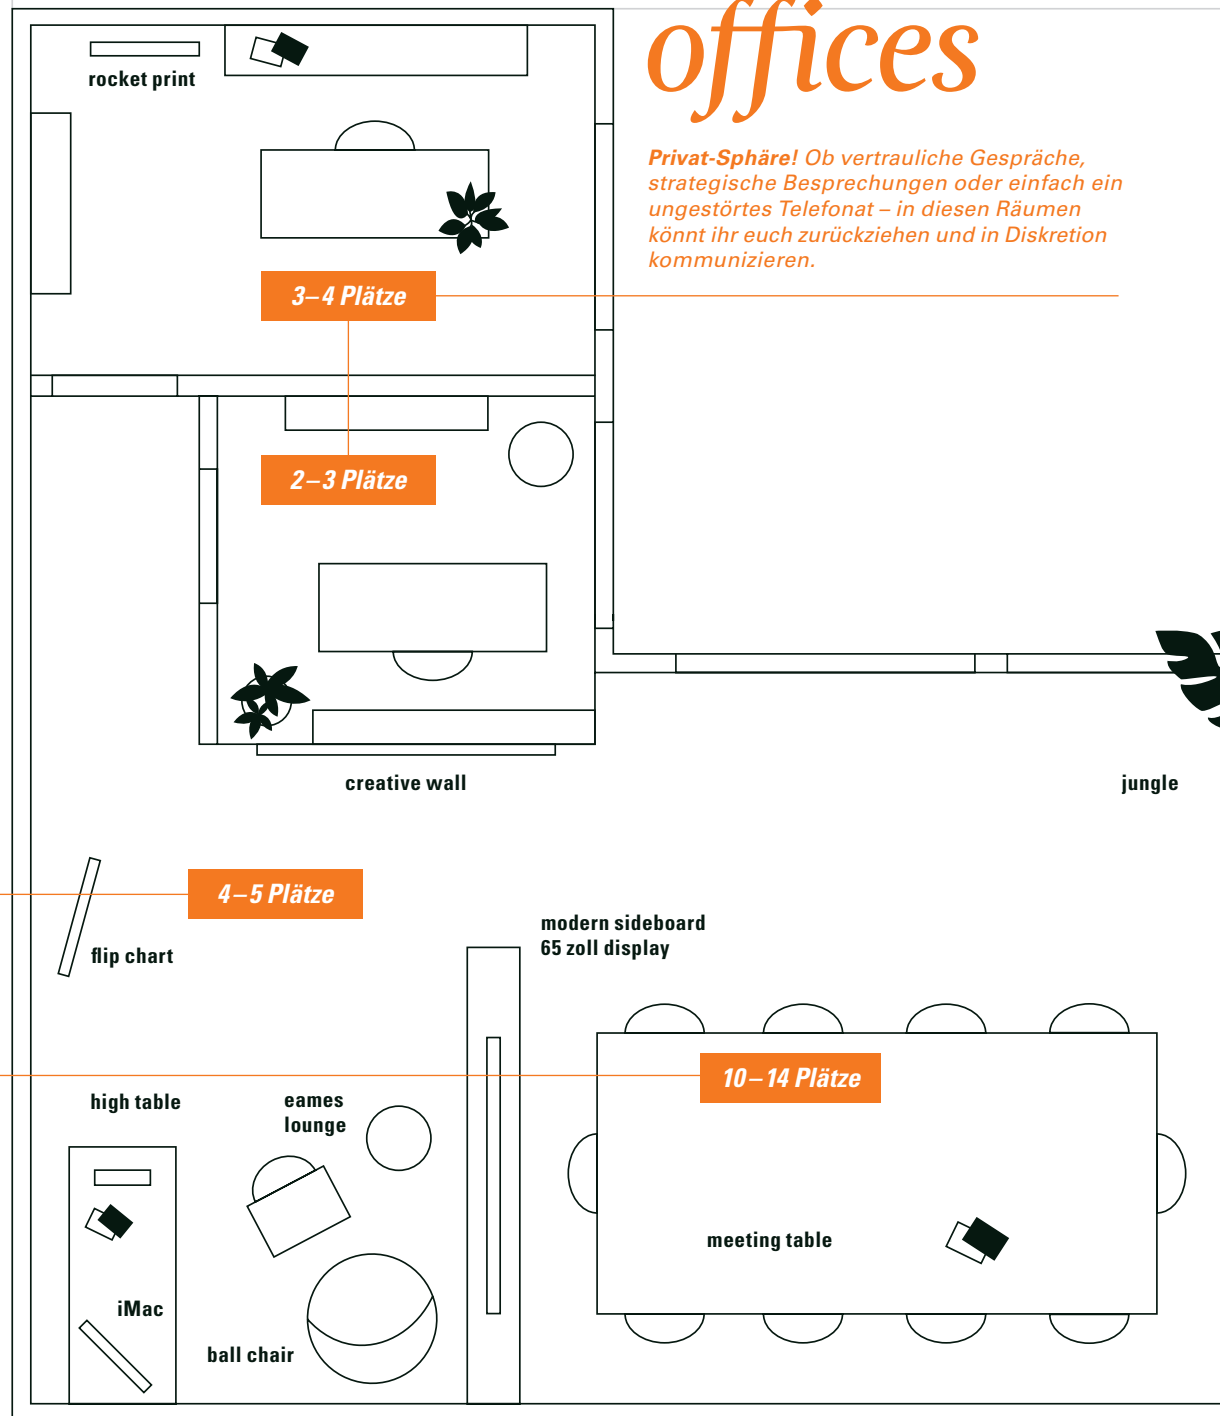 offices
Privat-Sphäre! Ob vertrauliche Gespräche,
strategische Besprechungen oder einfach ein
ungestörtes Telefonat – in diesen Räumen
könnt ihr euch zurückziehen und in Diskretion
kommunizieren.
rocket print
3–4 Plätze
2–3 Plätze
creative wall
jungle
4–5 Plätze
flip chart
modern sideboard
65 zoll display
10–14 Plätze
high table
eames
lounge
meeting table
iMac
ball chair